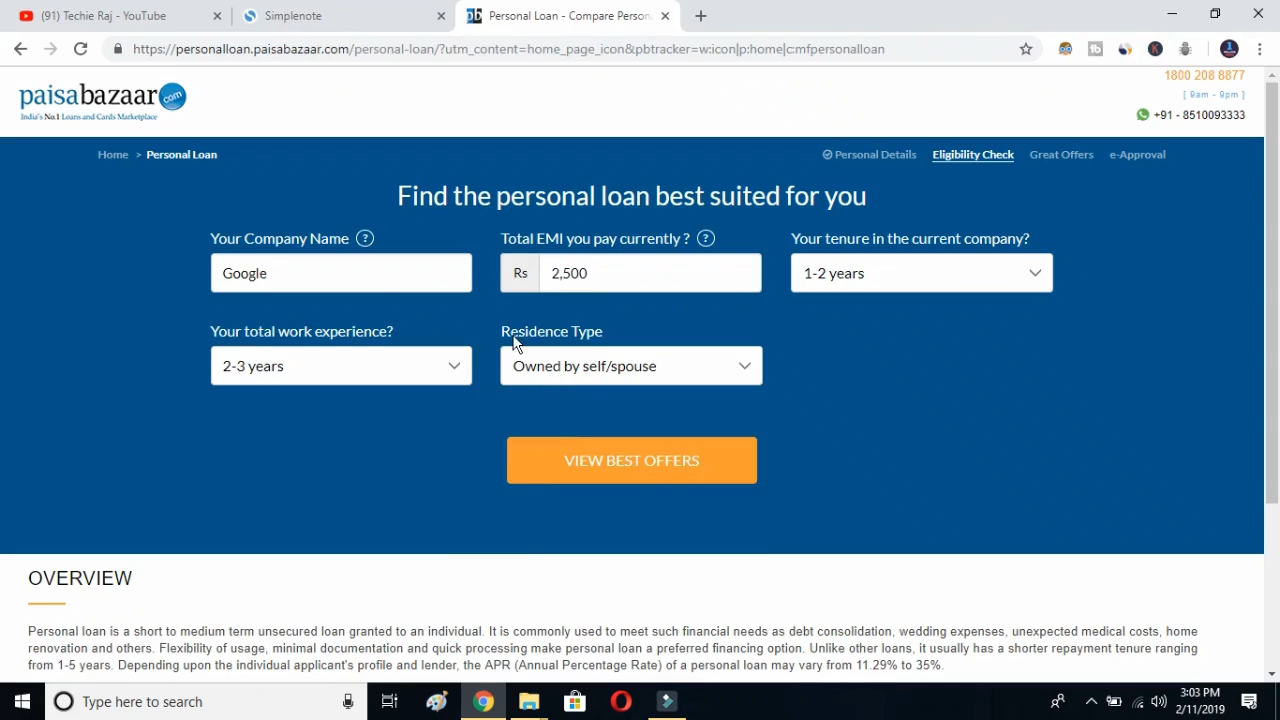 (91) Techie Raj - YouTube
Simplenote
Personal Loan - Compare Person
https://personalloan.paisabazaar.com/personal-loan/?utm_content=home_page_icon&pbtracker=w:icon|p:home|c:mfpersonalloan
paisabazaar com
India's No.1 Loans and Cards Marketplace
1800 208 8877
[ 9am - 9pm ]
+91 - 8510093333
Home > Personal Loan
Personal Details Eligibility Check Great Offers e-Approval
Find the personal loan best suited for you
Your Company Name ? Total EMI you pay currently ? ? Your tenure in the current company?
Google Rs 2,500 1-2 years
Your total work experience? Residence Type
2-3 years Owned by self/spouse
VIEW BEST OFFERS
OVERVIEW
Personal loan is a short to medium term unsecured loan granted to an individual. It is commonly used to meet such financial needs as debt consolidation, wedding expenses, unexpected medical costs, home
renovation and others. Flexibility of usage, minimal documentation and quick processing make personal loan a preferred financing option. Unlike other loans, it usually has a shorter repayment tenure ranging
from 1-5 years. Depending upon the individual applicant's profile and lender, the APR (Annual Percentage Rate) of a personal loan may vary from 11.29% to 35%.
Type here to search
3:03 PM
2/11/2019